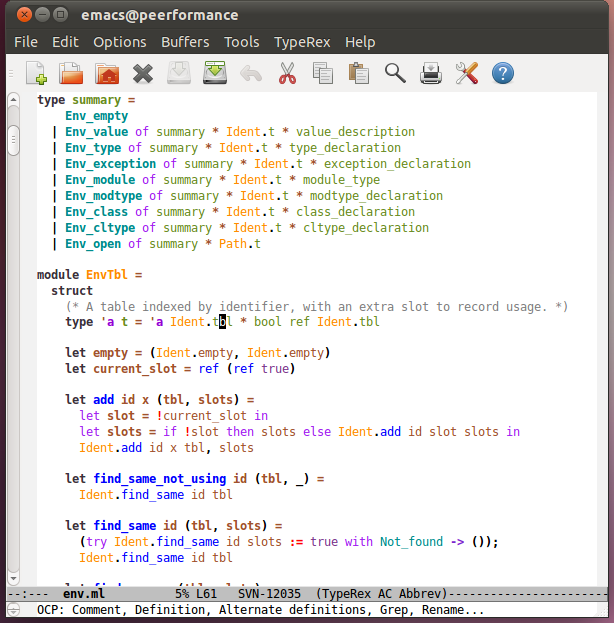 emacs@peerformance
File Edit Options Buffers Tools TypeRex Help
type summary =
    Env_empty
  | Env_value of summary * Ident.t * value_description
  | Env_type of summary * Ident.t * type_declaration
  | Env_exception of summary * Ident.t * exception_declaration
  | Env_module of summary * Ident.t * module_type
  | Env_modtype of summary * Ident.t * modtype_declaration
  | Env_class of summary * Ident.t * class_declaration
  | Env_cltype of summary * Ident.t * cltype_declaration
  | Env_open of summary * Path.t
module EnvTbl =
  struct
    (* A table indexed by identifier, with an extra slot to record usage. *)
    type 'a t = 'a Ident.tbl * bool ref Ident.tbl
    let empty = (Ident.empty, Ident.empty)
    let current_slot = ref (ref true)
    let add id x (tbl, slots) =
      let slot = !current_slot in
      let slots = if !slot then slots else Ident.add id slot slots in
      Ident.add id x tbl, slots
    let find_same_not_using id (tbl, _) =
      Ident.find_same id tbl
    let find_same id (tbl, slots) =
      (try Ident.find_same id slots := true with Not_found -> ());
      Ident.find_same id tbl
--:--- env.ml 5% L61 SVN-12035 (TypeRex AC Abbrev)-----------------------
OCP: Comment, Definition, Alternate definitions, Grep, Rename...